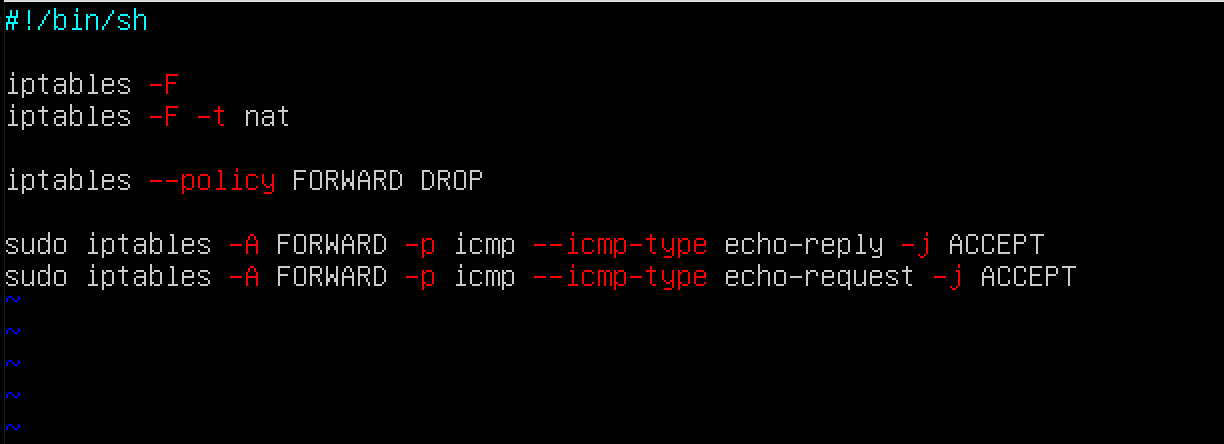 #!/bin/sh
iptables -F
iptables -F -t nat
iptables --policy FORWARD DROP
sudo iptables -A FORWARD -p icmp --icmp-type echo-reply -j ACCEPT
sudo iptables -A FORWARD -p icmp --icmp-type echo-request -j ACCEPT
~
~
~
~
~